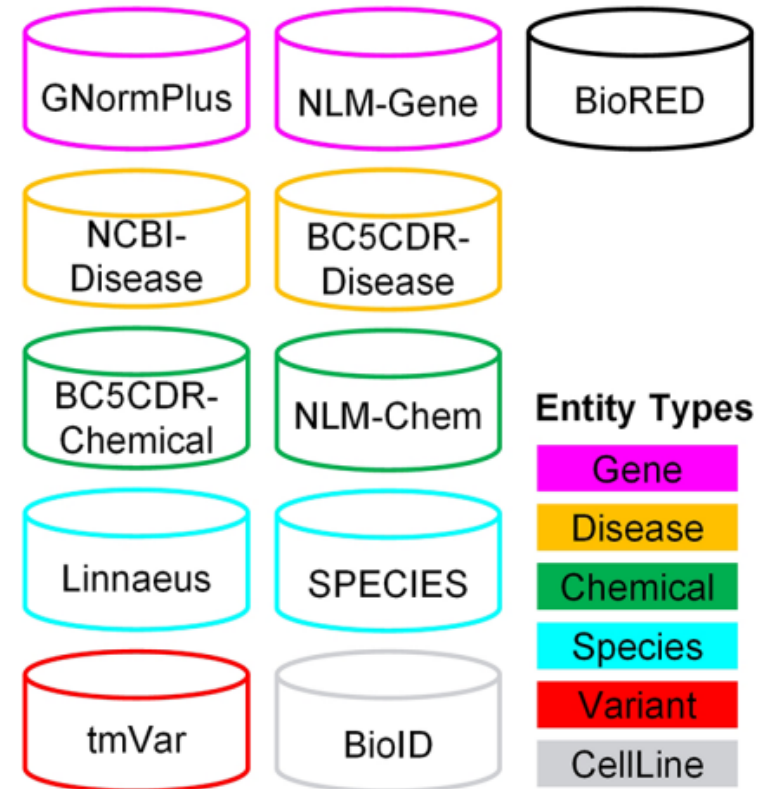 GNormPlus
NLM-Gene
BioRED
NCBI-
Disease
BC5CDR-
Disease
BC5CDR-
Chemical
NLM-Chem
Linnaeus
SPECIES
tmVar
BioID
Entity Types
Gene
Disease
Chemical
Species
Variant
CellLine